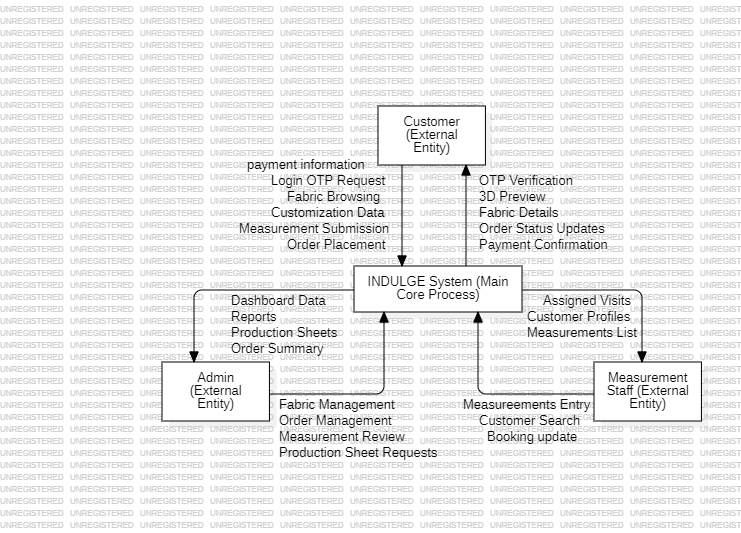 UNREGISTERED
Customer
(External
Entity)
payment information
Login OTP Request
Fabric Browsing
Customization Data
Measurement Submission
Order Placement
OTP Verification
3D Preview
Fabric Details
Order Status Updates
Payment Confirmation
INDULGE System (Main
Core Process)
Dashboard Data
Reports
Production Sheets
Order Summary
Assigned Visits
Customer Profiles
Measurements List
Admin
(External
Entity)
Measurement
Staff (External
Entity)
Fabric Management
Order Management
Measurement Review
Production Sheet Requests
Measureements Entry
Customer Search
Booking update